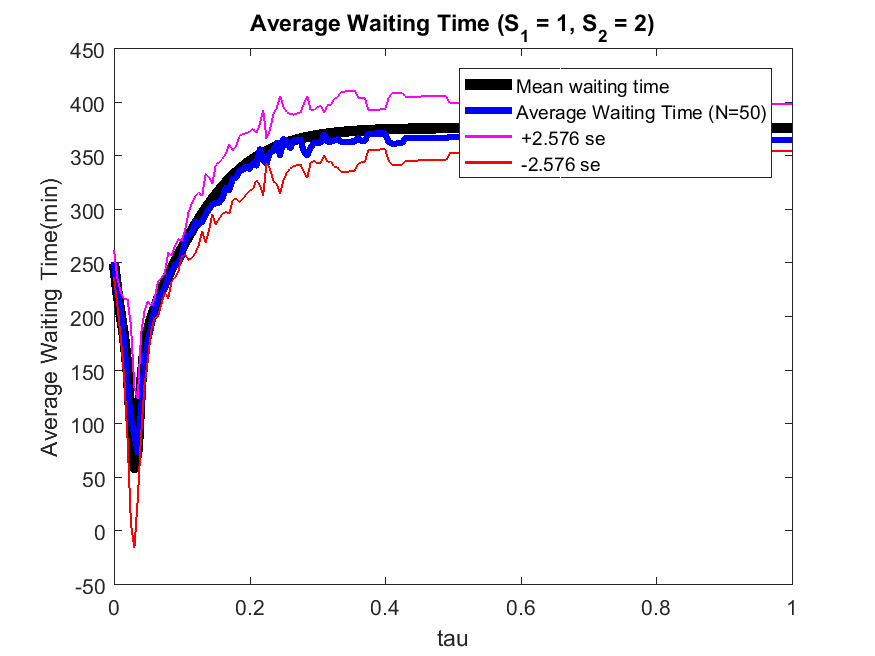 Average Waiting Time (S1 = 1, S2 = 2)
450
400
350
300
250
200
150
100
50
0
-50
Average Waiting Time(min)
Mean waiting time
Average Waiting Time (N=50)
+2.576 se
-2.576 se
0
0.2
0.4
0.6
0.8
1
tau